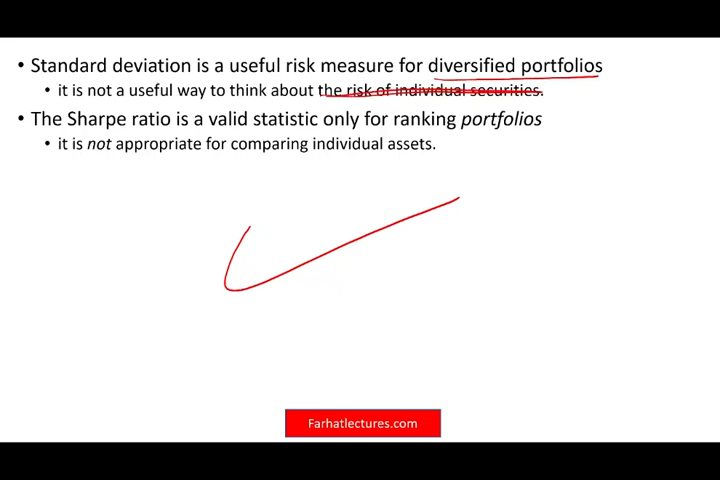 • Standard deviation is a useful risk measure for diversified portfolios
• it is not a useful way to think about the risk of individual securities.
• The Sharpe ratio is a valid statistic only for ranking portfolios
• it is not appropriate for comparing individual assets.
Farhatlectures.com